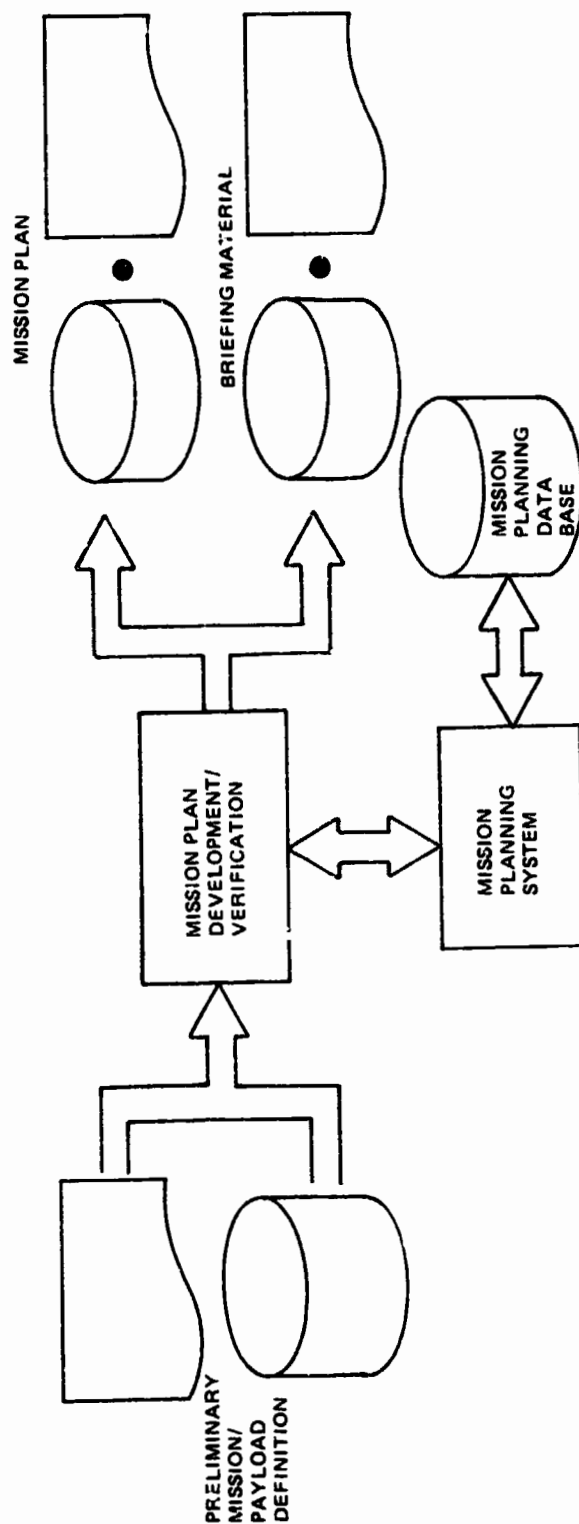 PRELIMINARY
MISSION/
PAYLOAD
DEFINITION
MISSION PLAN
DEVELOPMENT/
VERIFICATION
MISSION PLAN
BRIEFING MATERIAL
MISSION
PLANNING
SYSTEM
MISSION
PLANNING
DATA
BASE